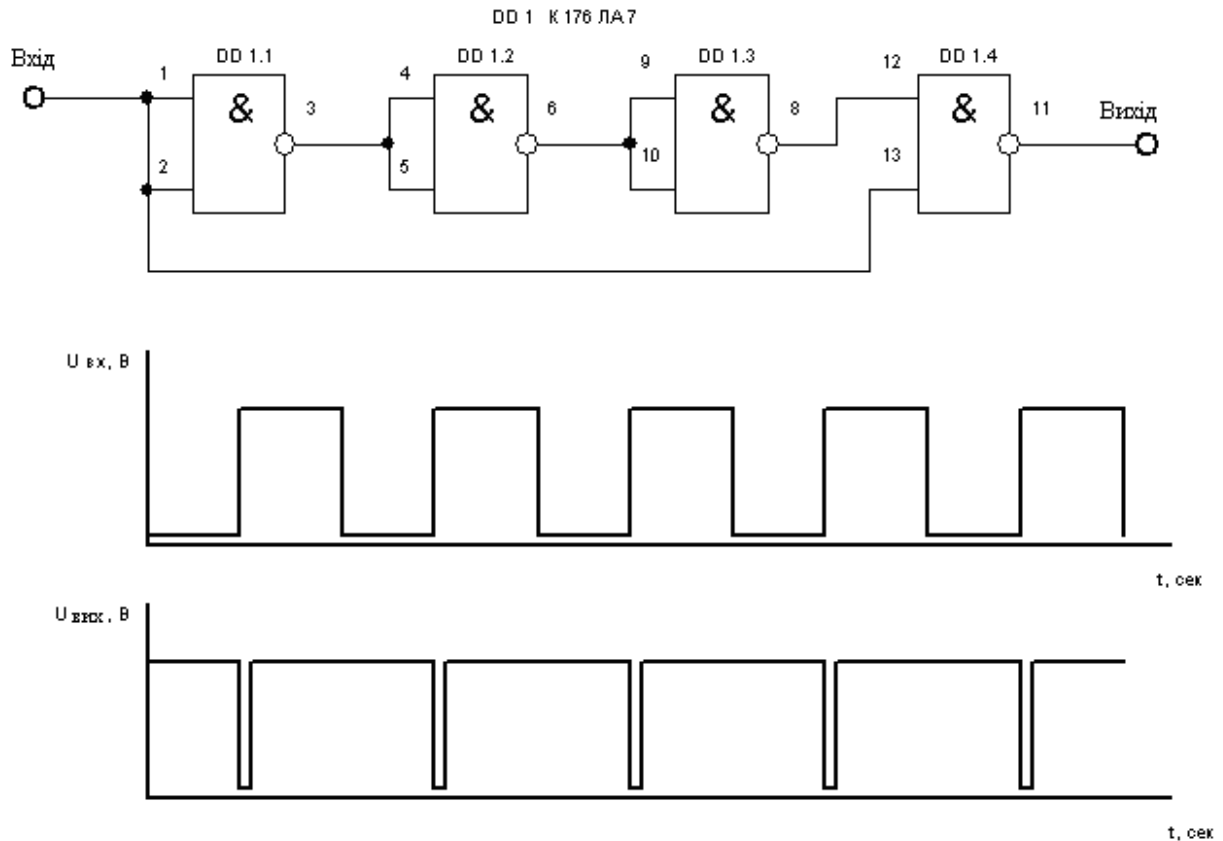 DD 1 К 176 ЛА 7
Вхід
DD 1.1
DD 1.2
DD 1.3
DD 1.4
1
4
9
12
&
&
&
&
3
6
8
11
Вихід
2
5
10
13
U вх, В
t, сек
U вих, В
t, сек